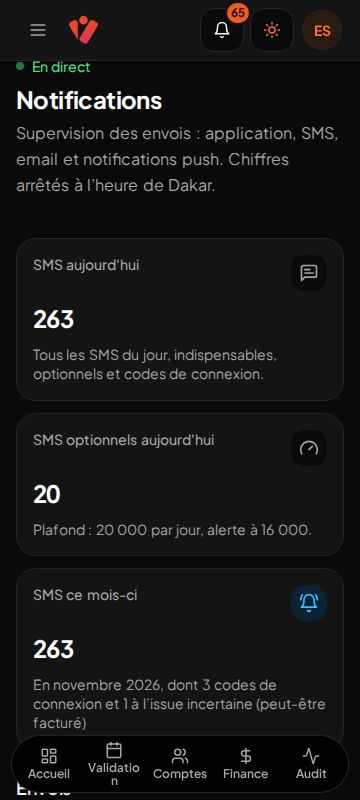 65
ES
En direct
Notifications
Supervision des envois : application, SMS,
email et notifications push. Chiffres
arrêtés à l'heure de Dakar.
SMS aujourd'hui
263
Tous les SMS du jour, indispensables,
optionnels et codes de connexion.
SMS optionnels aujourd'hui
20
Plafond : 20 000 par jour, alerte à 16 000.
SMS ce mois-ci
263
En novembre 2026, dont 3 codes de
connexion et 1 à l'issue incertaine (peut-être
facturé)
Accueil
Validatio
n
Comptes
Finance
Audit
Envois